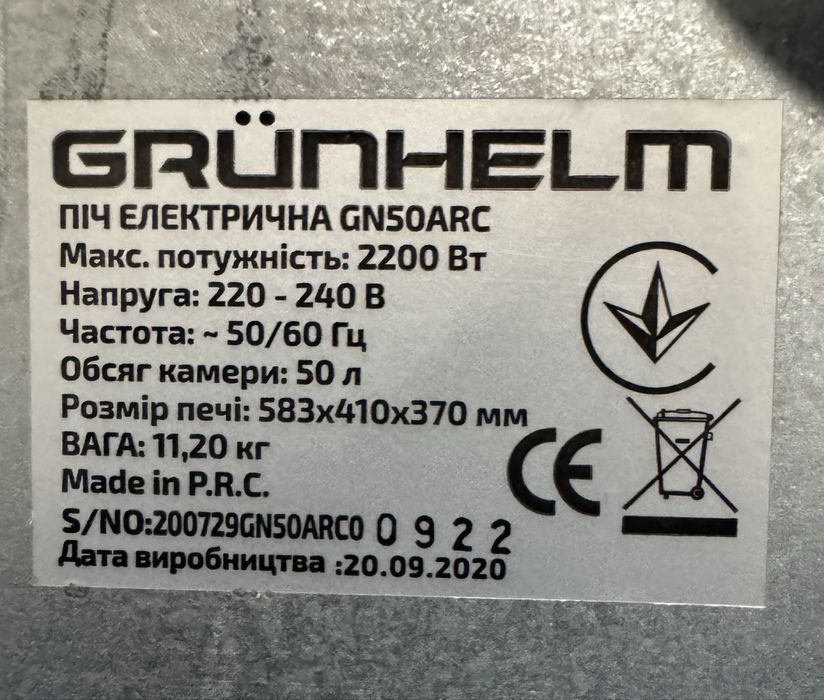 GRÜNHELM
ПІЧ ЕЛЕКТРИЧНА GN50ARC
Макс. потужність: 2200 Вт
Напруга: 220 - 240 В
Частота: ~ 50/60 Гц
Обсяг камери: 50 л
Розмір печі: 583x410x370 мм
ВАГА: 11,20 кг
Made in P.R.C.
S/NO:200729GN50ARC0 0922
Дата виробництва :20.09.2020
CE